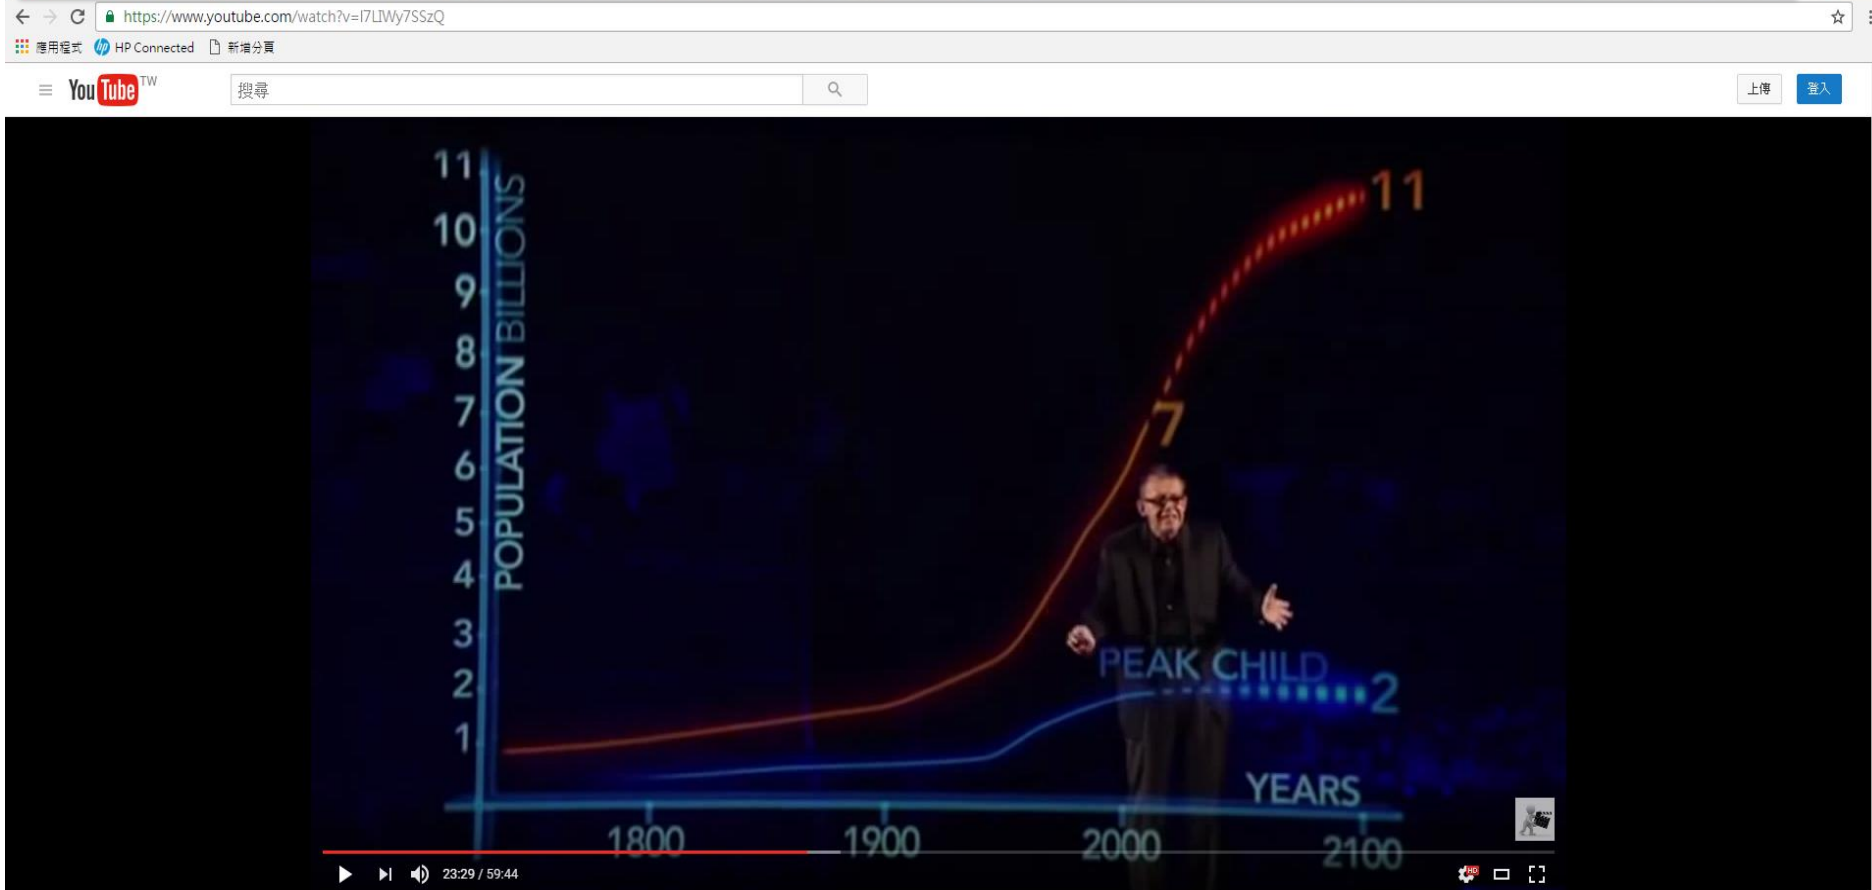 https://www.youtube.com/watch?v=I7LIWy7SSzQ
應用程式 HP Connected 新增分頁
YouTube TW
搜尋
上傳
登入
11
10
9
8
7
6
5
4
3
2
1
POPULATION BILLIONS
11
7
PEAK CHILD
2
YEARS
1800 1900 2000 2100
23:29 / 59:44
HD